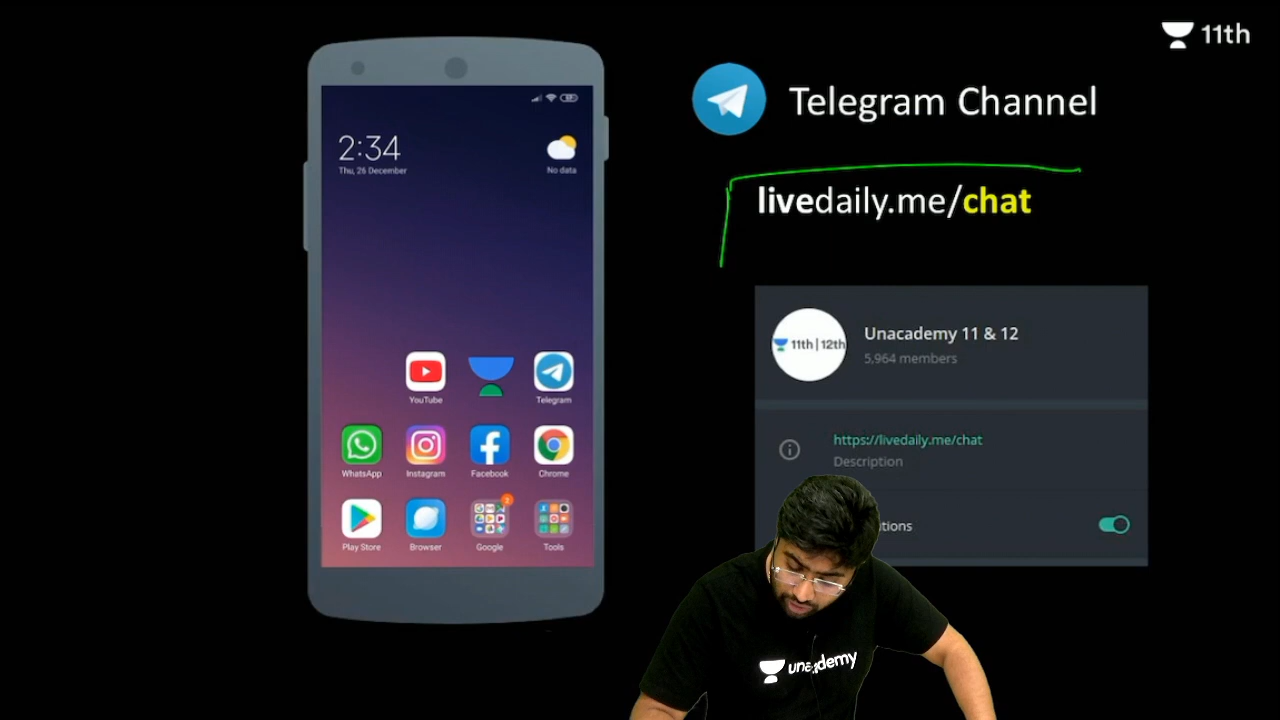 11th
Telegram Channel
livedaily.me/chat
2:34
Thu, 26 December
No data
YouTube
Telegram
WhatsApp
Instagram
Facebook
Chrome
2
Play Store
Browser
Google
Tools
11th|12th
Unacademy 11 & 12
5,964 members
https://livedaily.me/chat
Description
tions
unacademy